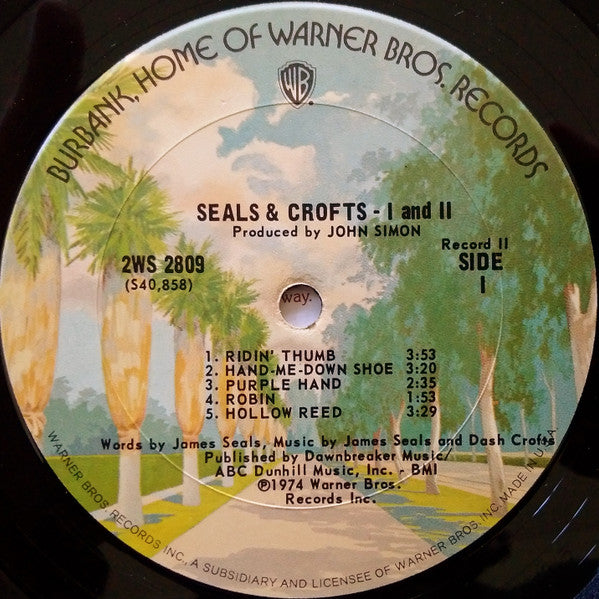 BURBANK, HOME OF WARNER BROS. RECORDS
WB
SEALS & CROFTS - I and II
Produced by JOHN SIMON
Record II
2WS 2809
SIDE
(S40,858)
I
way.
1. RIDIN' THUMB 3:53
2. HAND-ME-DOWN SHOE 3:20
3. PURPLE HAND 2:35
4. ROBIN 1:53
5. HOLLOW REED 3:29
Words by James Seals, Music by James Seals and Dash Crofts
Published by Dawnbreaker Music/
ABC Dunhill Music, Inc. - BMI
℗1974 Warner Bros.
Records Inc.
WARNER BROS. RECORDS INC., A SUBSIDIARY AND LICENSEE OF WARNER BROS. INC. MADE IN U.S.A.